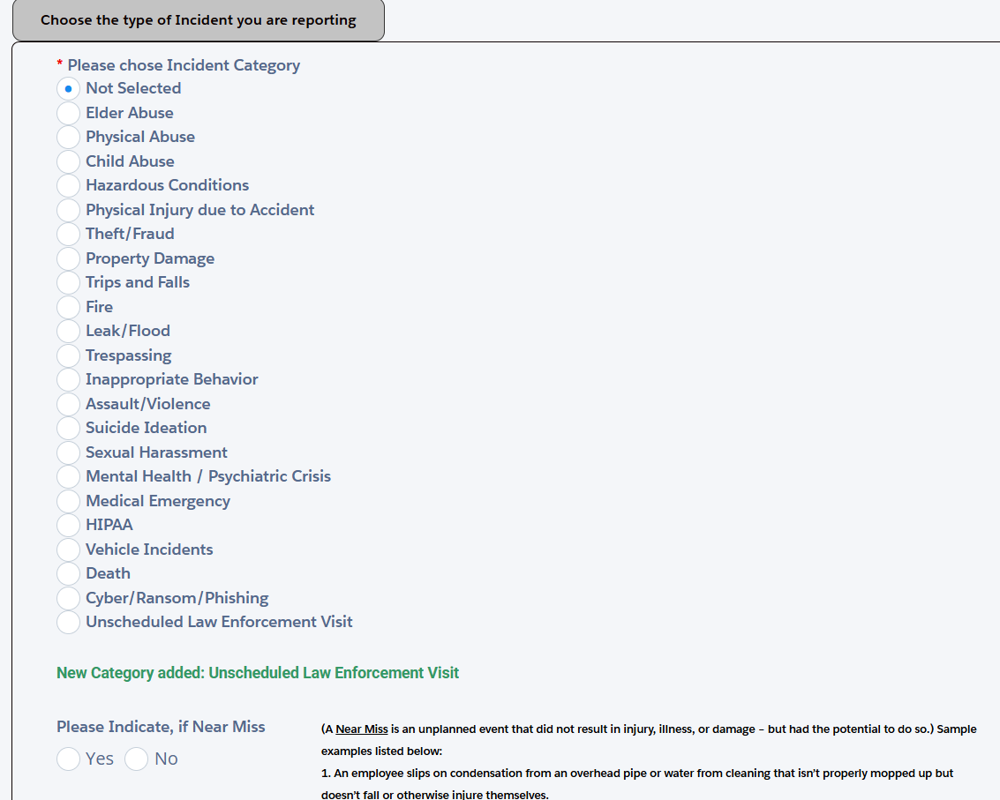 Choose the type of Incident you are reporting
* Please chose Incident Category
Not Selected
Elder Abuse
Physical Abuse
Child Abuse
Hazardous Conditions
Physical Injury due to Accident
Theft/Fraud
Property Damage
Trips and Falls
Fire
Leak/Flood
Trespassing
Inappropriate Behavior
Assault/Violence
Suicide Ideation
Sexual Harassment
Mental Health / Psychiatric Crisis
Medical Emergency
HIPAA
Vehicle Incidents
Death
Cyber/Ransom/Phishing
Unscheduled Law Enforcement Visit
New Category added: Unscheduled Law Enforcement Visit
Please Indicate, if Near Miss
Yes No
(A Near Miss is an unplanned event that did not result in injury, illness, or damage – but had the potential to do so.) Sample
examples listed below:
1. An employee slips on condensation from an overhead pipe or water from cleaning that isn’t properly mopped up but
doesn’t fall or otherwise injure themselves.